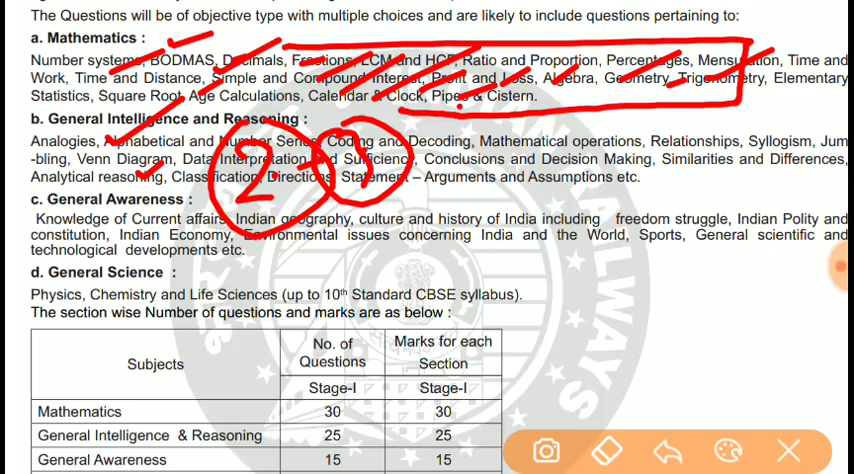 The Questions will be of objective type with multiple choices and are likely to include questions pertaining to:
a. Mathematics :
Number systems, BODMAS, Decimals, Fractions, LCM and HCF, Ratio and Proportion, Percentages, Mensuration, Time and
Work, Time and Distance, Simple and Compound Interest, Profit and Loss, Algebra, Geometry, Trigonometry, Elementary
Statistics, Square Root, Age Calculations, Calendar & Clock, Pipes & Cistern.
b. General Intelligence and Reasoning :
Analogies, Alphabetical and Number Series, Coding and Decoding, Mathematical operations, Relationships, Syllogism, Jum
-bling, Venn Diagram, Data Interpretation and Sufficiency, Conclusions and Decision Making, Similarities and Differences,
Analytical reasoning, Classification, Directions, Statement – Arguments and Assumptions etc.
2 - 3
c. General Awareness :
Knowledge of Current affairs, Indian geography, culture and history of India including freedom struggle, Indian Polity and
constitution, Indian Economy, Environmental issues concerning India and the World, Sports, General scientific and
technological developments etc.
d. General Science :
Physics, Chemistry and Life Sciences (up to 10th Standard CBSE syllabus).
The section wise Number of questions and marks are as below :
Subjects No. of Questions Marks for each Section
Stage-I Stage-I
Mathematics 30 30
General Intelligence & Reasoning 25 25
General Awareness 15 15
RAILWAYS